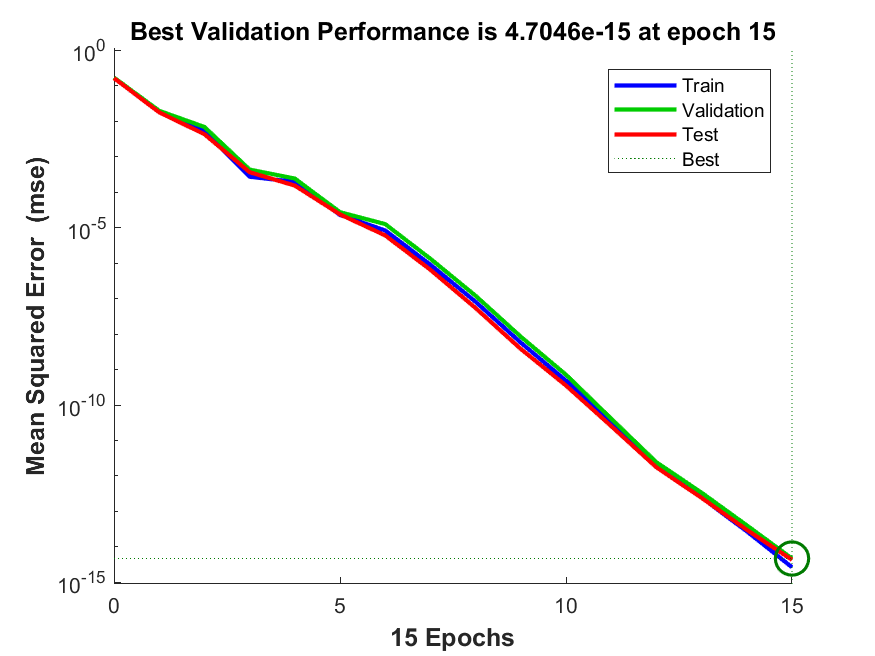 Best Validation Performance is 4.7046e-15 at epoch 15
Mean Squared Error (mse)
10^0
10^-5
10^-10
10^-15
Train
Validation
Test
Best
0 5 10 15
15 Epochs